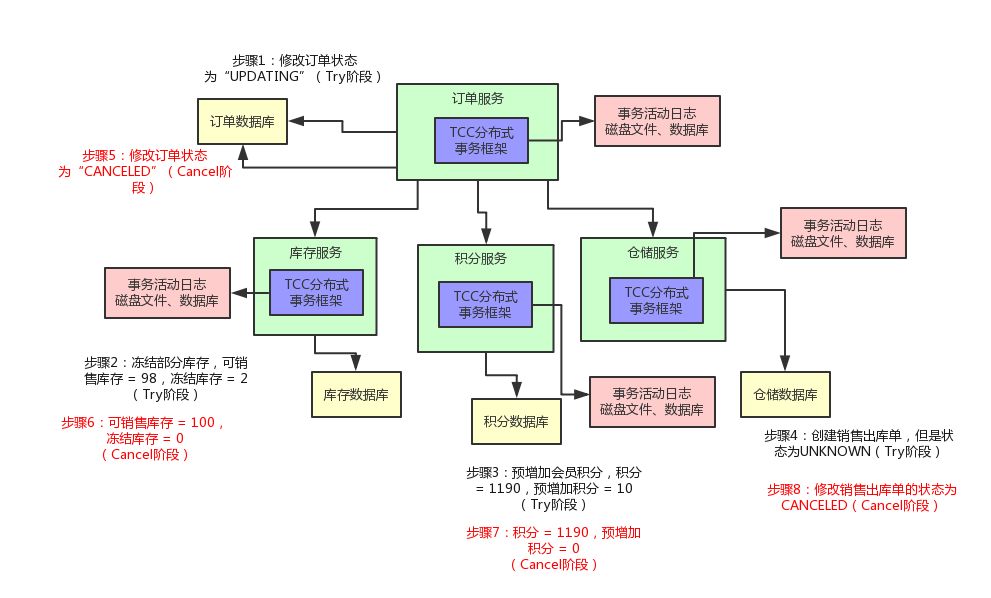 步骤1：修改订单状态
为“UPDATING”（Try阶段）
订单服务
订单数据库
TCC分布式
事务框架
事务活动日志
磁盘文件、数据库
步骤5：修改订单状态
为“CANCELED”（Cancel阶
段）
库存服务
TCC分布式
事务框架
事务活动日志
磁盘文件、数据库
积分服务
TCC分布式
事务框架
仓储服务
TCC分布式
事务框架
事务活动日志
磁盘文件、数据库
步骤2：冻结部分库存，可销
售库存 = 98，冻结库存 = 2
（Try阶段）
步骤6：可销售库存 = 100，
冻结库存 = 0
（Cancel阶段）
库存数据库
积分数据库
事务活动日志
磁盘文件、数据库
仓储数据库
步骤3：预增加会员积分，积分
= 1190，预增加积分 = 10
（Try阶段）
步骤7：积分 = 1190，预增加
积分 = 0
（Cancel阶段）
步骤4：创建销售出库单，但是状
态为UNKNOWN（Try阶段）
步骤8：修改销售出库单的状态为
CANCELED（Cancel阶段）